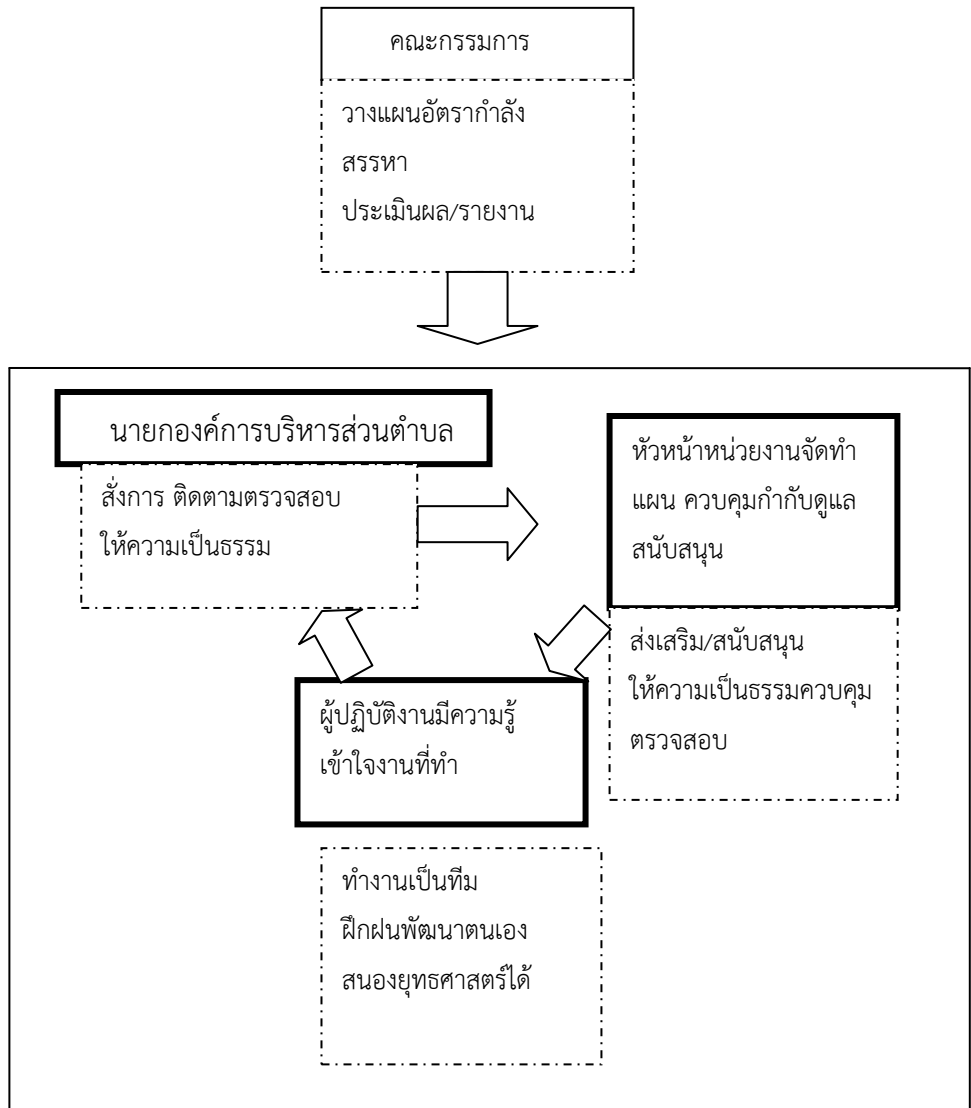 คณะกรรมการ
วางแผนอัตรากำลัง
สรรหา
ประเมินผล/รายงาน
นายกองค์การบริหารส่วนตำบล
สั่งการ ติดตามตรวจสอบ
ให้ความเป็นธรรม
หัวหน้าหน่วยงานจัดทำ
แผน ควบคุมกำกับดูแล
สนับสนุน
ส่งเสริม/สนับสนุน
ให้ความเป็นธรรมควบคุม
ตรวจสอบ
ผู้ปฏิบัติงานมีความรู้
เข้าใจงานที่ทำ
ทำงานเป็นทีม
ฝึกฝนพัฒนาตนเอง
สนองยุทธศาสตร์ได้